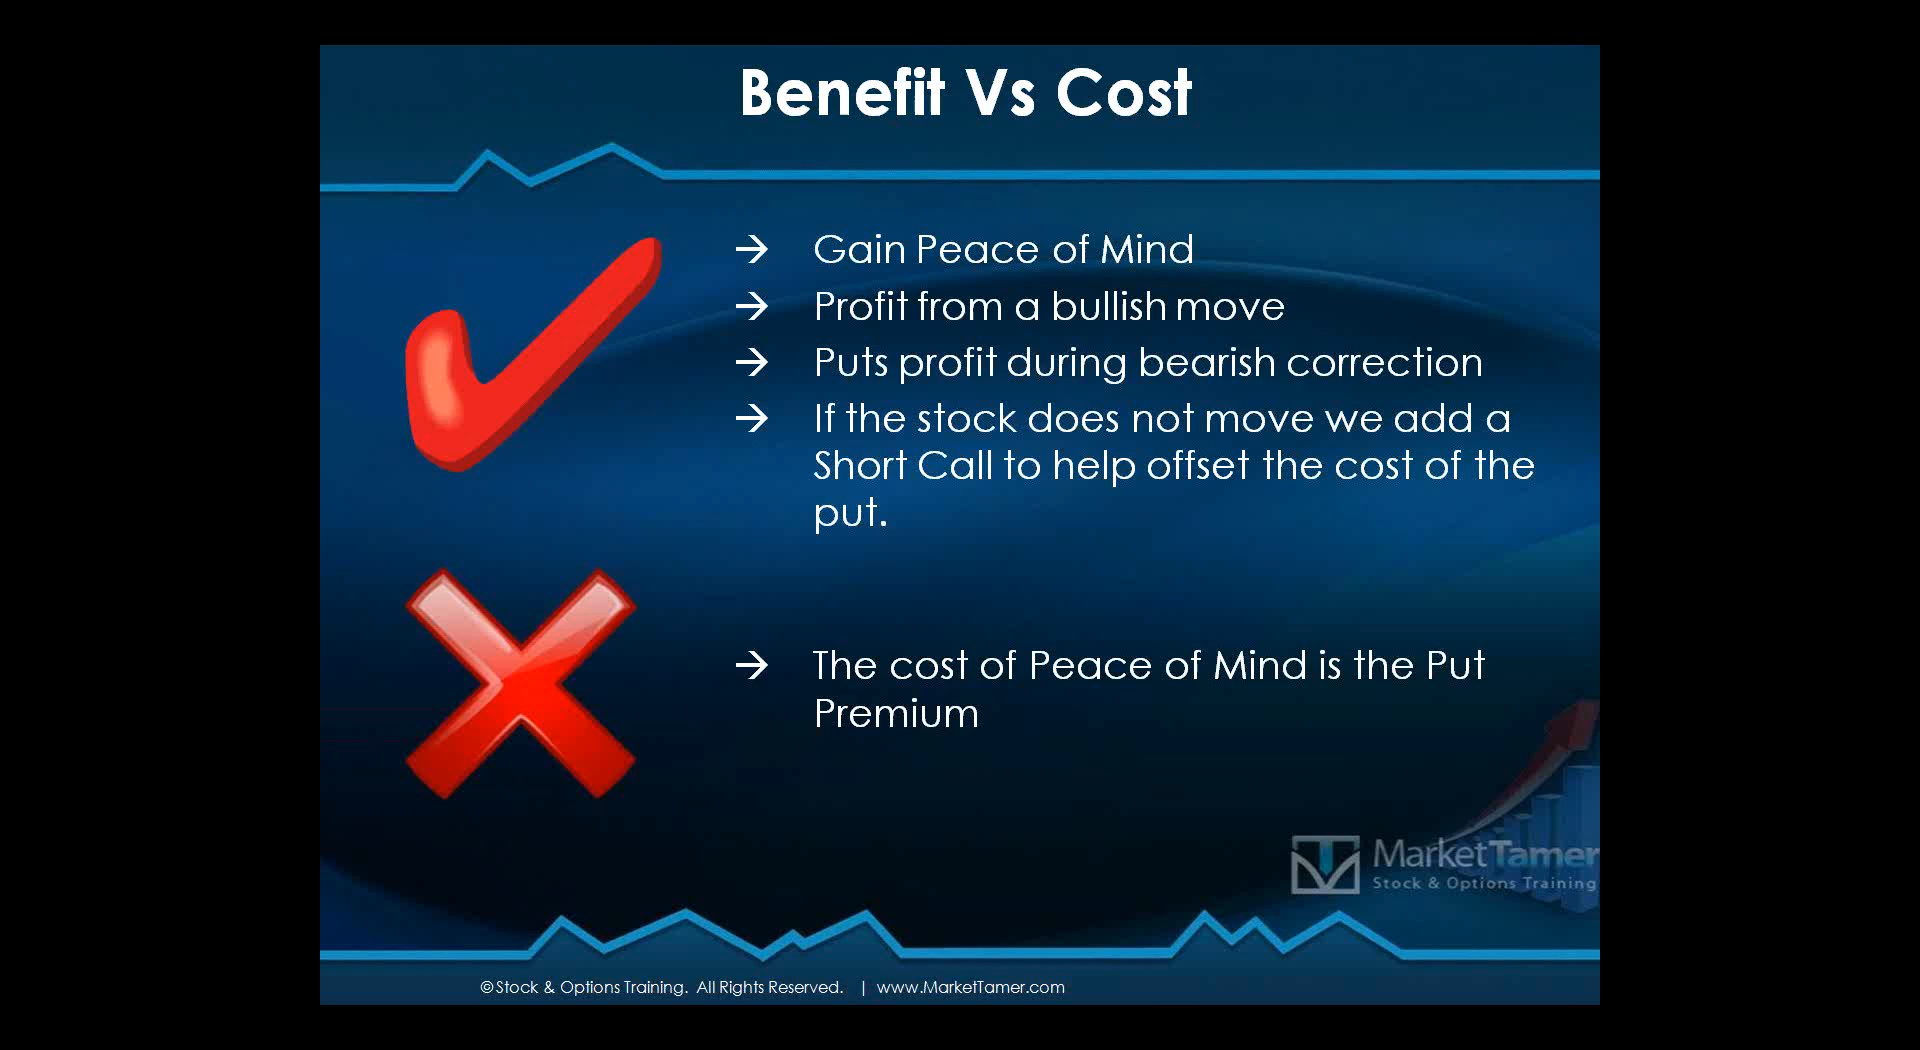 Benefit Vs Cost
→ Gain Peace of Mind
→ Profit from a bullish move
→ Puts profit during bearish correction
→ If the stock does not move we add a
Short Call to help offset the cost of the
put.
→ The cost of Peace of Mind is the Put
Premium
MarketTamer
Stock & Options Training
©Stock & Options Training. All Rights Reserved. | www.MarketTamer.com